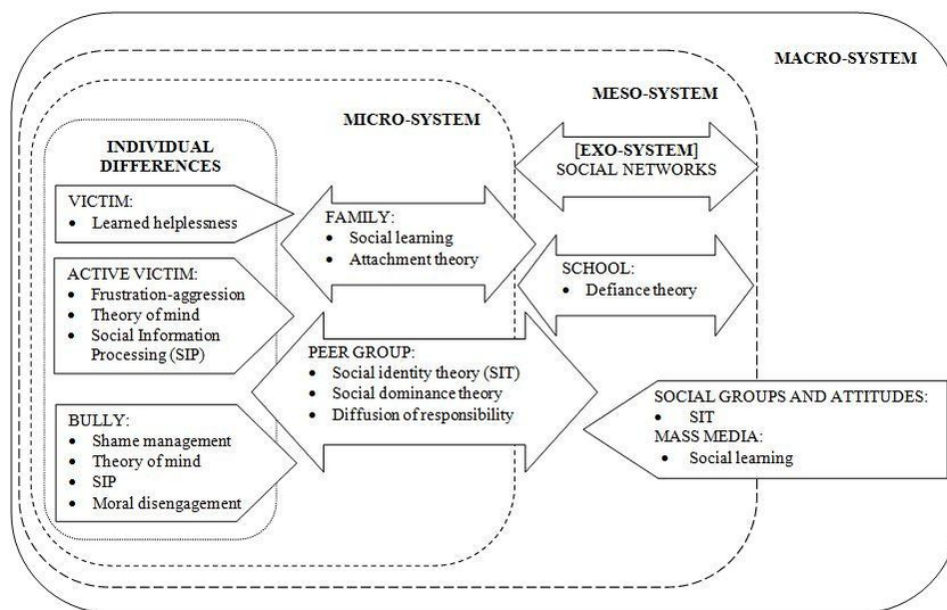 MACRO-SYSTEM
MESO-SYSTEM
MICRO-SYSTEM
[EXO-SYSTEM]
SOCIAL NETWORKS
INDIVIDUAL
DIFFERENCES
VICTIM:
• Learned helplessness
ACTIVE VICTIM:
• Frustration-aggression
• Theory of mind
• Social Information
Processing (SIP)
BULLY:
• Shame management
• Theory of mind
• SIP
• Moral disengagement
FAMILY:
• Social learning
• Attachment theory
PEER GROUP:
• Social identity theory (SIT)
• Social dominance theory
• Diffusion of responsibility
SCHOOL:
• Defiance theory
SOCIAL GROUPS AND ATTITUDES:
• SIT
MASS MEDIA:
• Social learning